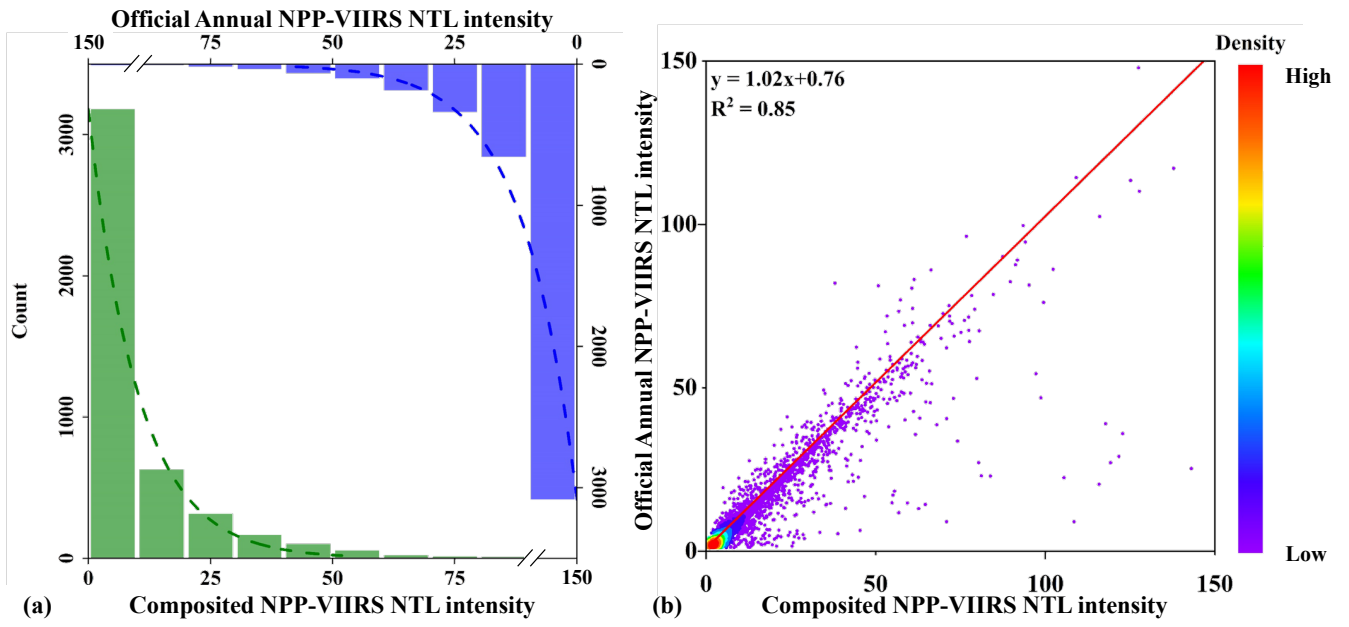 Official Annual NPP-VIIRS NTL intensity
150 75 50 25 0
Count
3000
2000
1000
0
0
1000
2000
3000
0 25 50 75 150
(a) Composited NPP-VIIRS NTL intensity
Official Annual NPP-VIIRS NTL intensity
150
100
50
0
y = 1.02x+0.76
R² = 0.85
0 50 100 150
(b) Composited NPP-VIIRS NTL intensity
Density
High
Low